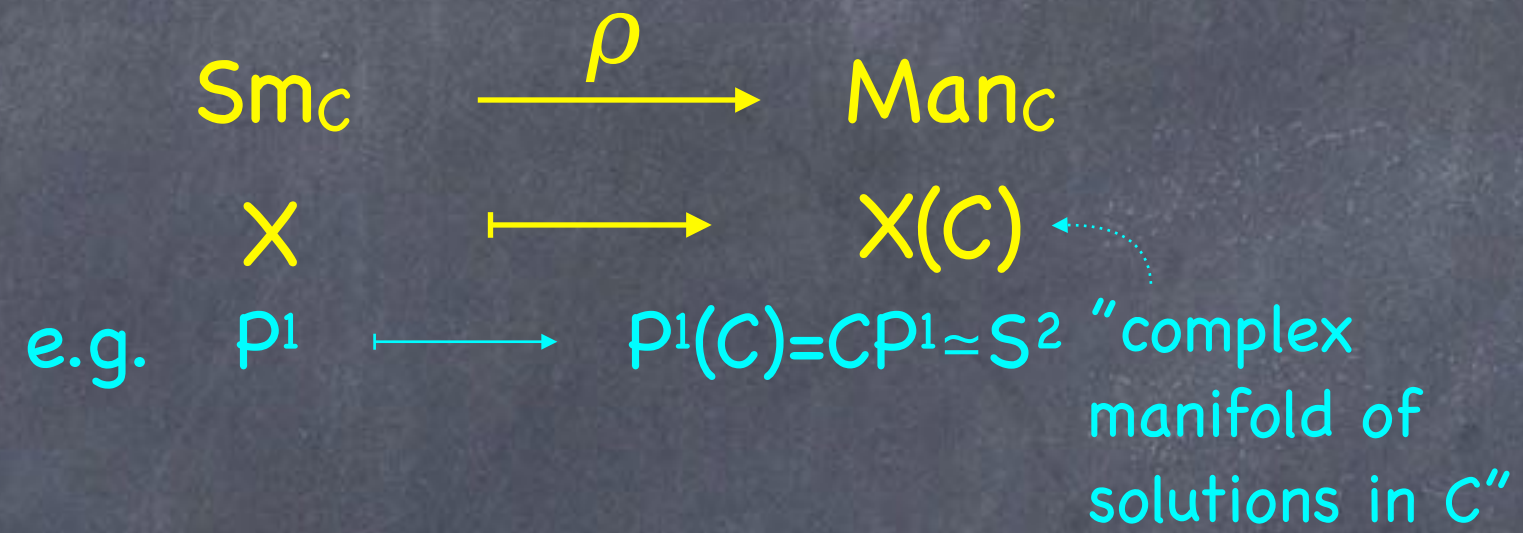 ρ
Sm_C ⟶ Man_C
X ⟼ X(C)
e.g. P¹ ⟼ P¹(C)=CP¹≃S² "complex
manifold of
solutions in C"